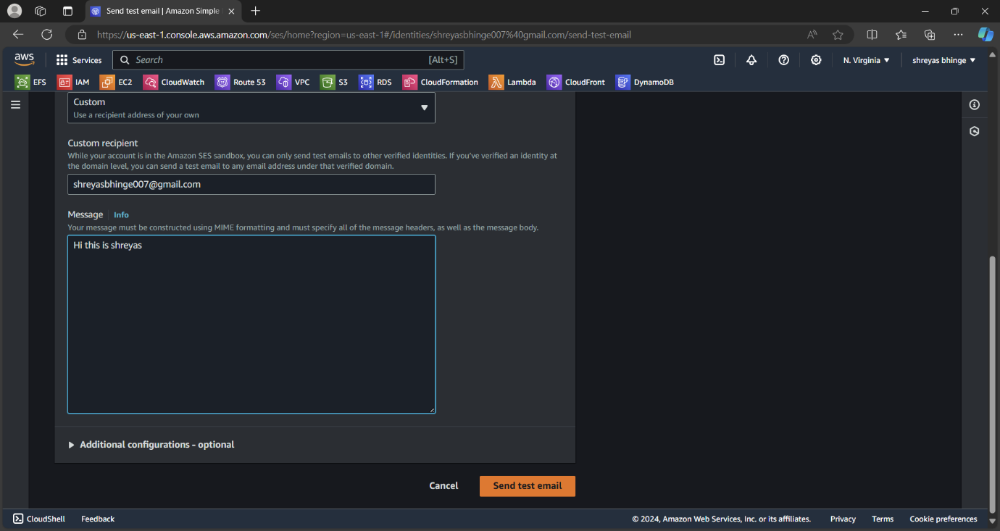 Send test email | Amazon Simple
https://us-east-1.console.aws.amazon.com/ses/home?region=us-east-1#/identities/shreyasbhinge007%40gmail.com/send-test-email
aws
Services
Search
[Alt+S]
N. Virginia
shreyas bhinge
EFS
IAM
EC2
CloudWatch
Route 53
VPC
S3
RDS
CloudFormation
Lambda
CloudFront
DynamoDB
Custom
Use a recipient address of your own
Custom recipient
While your account is in the Amazon SES sandbox, you can only send test emails to other verified identities. If you've verified an identity at
the domain level, you can send a test email to any email address under that verified domain.
shreyasbhinge007@gmail.com
Message Info
Your message must be constructed using MIME formatting and must specify all of the message headers, as well as the message body.
Hi this is shreyas
Additional configurations - optional
Cancel
Send test email
CloudShell
Feedback
© 2024, Amazon Web Services, Inc. or its affiliates.
Privacy
Terms
Cookie preferences